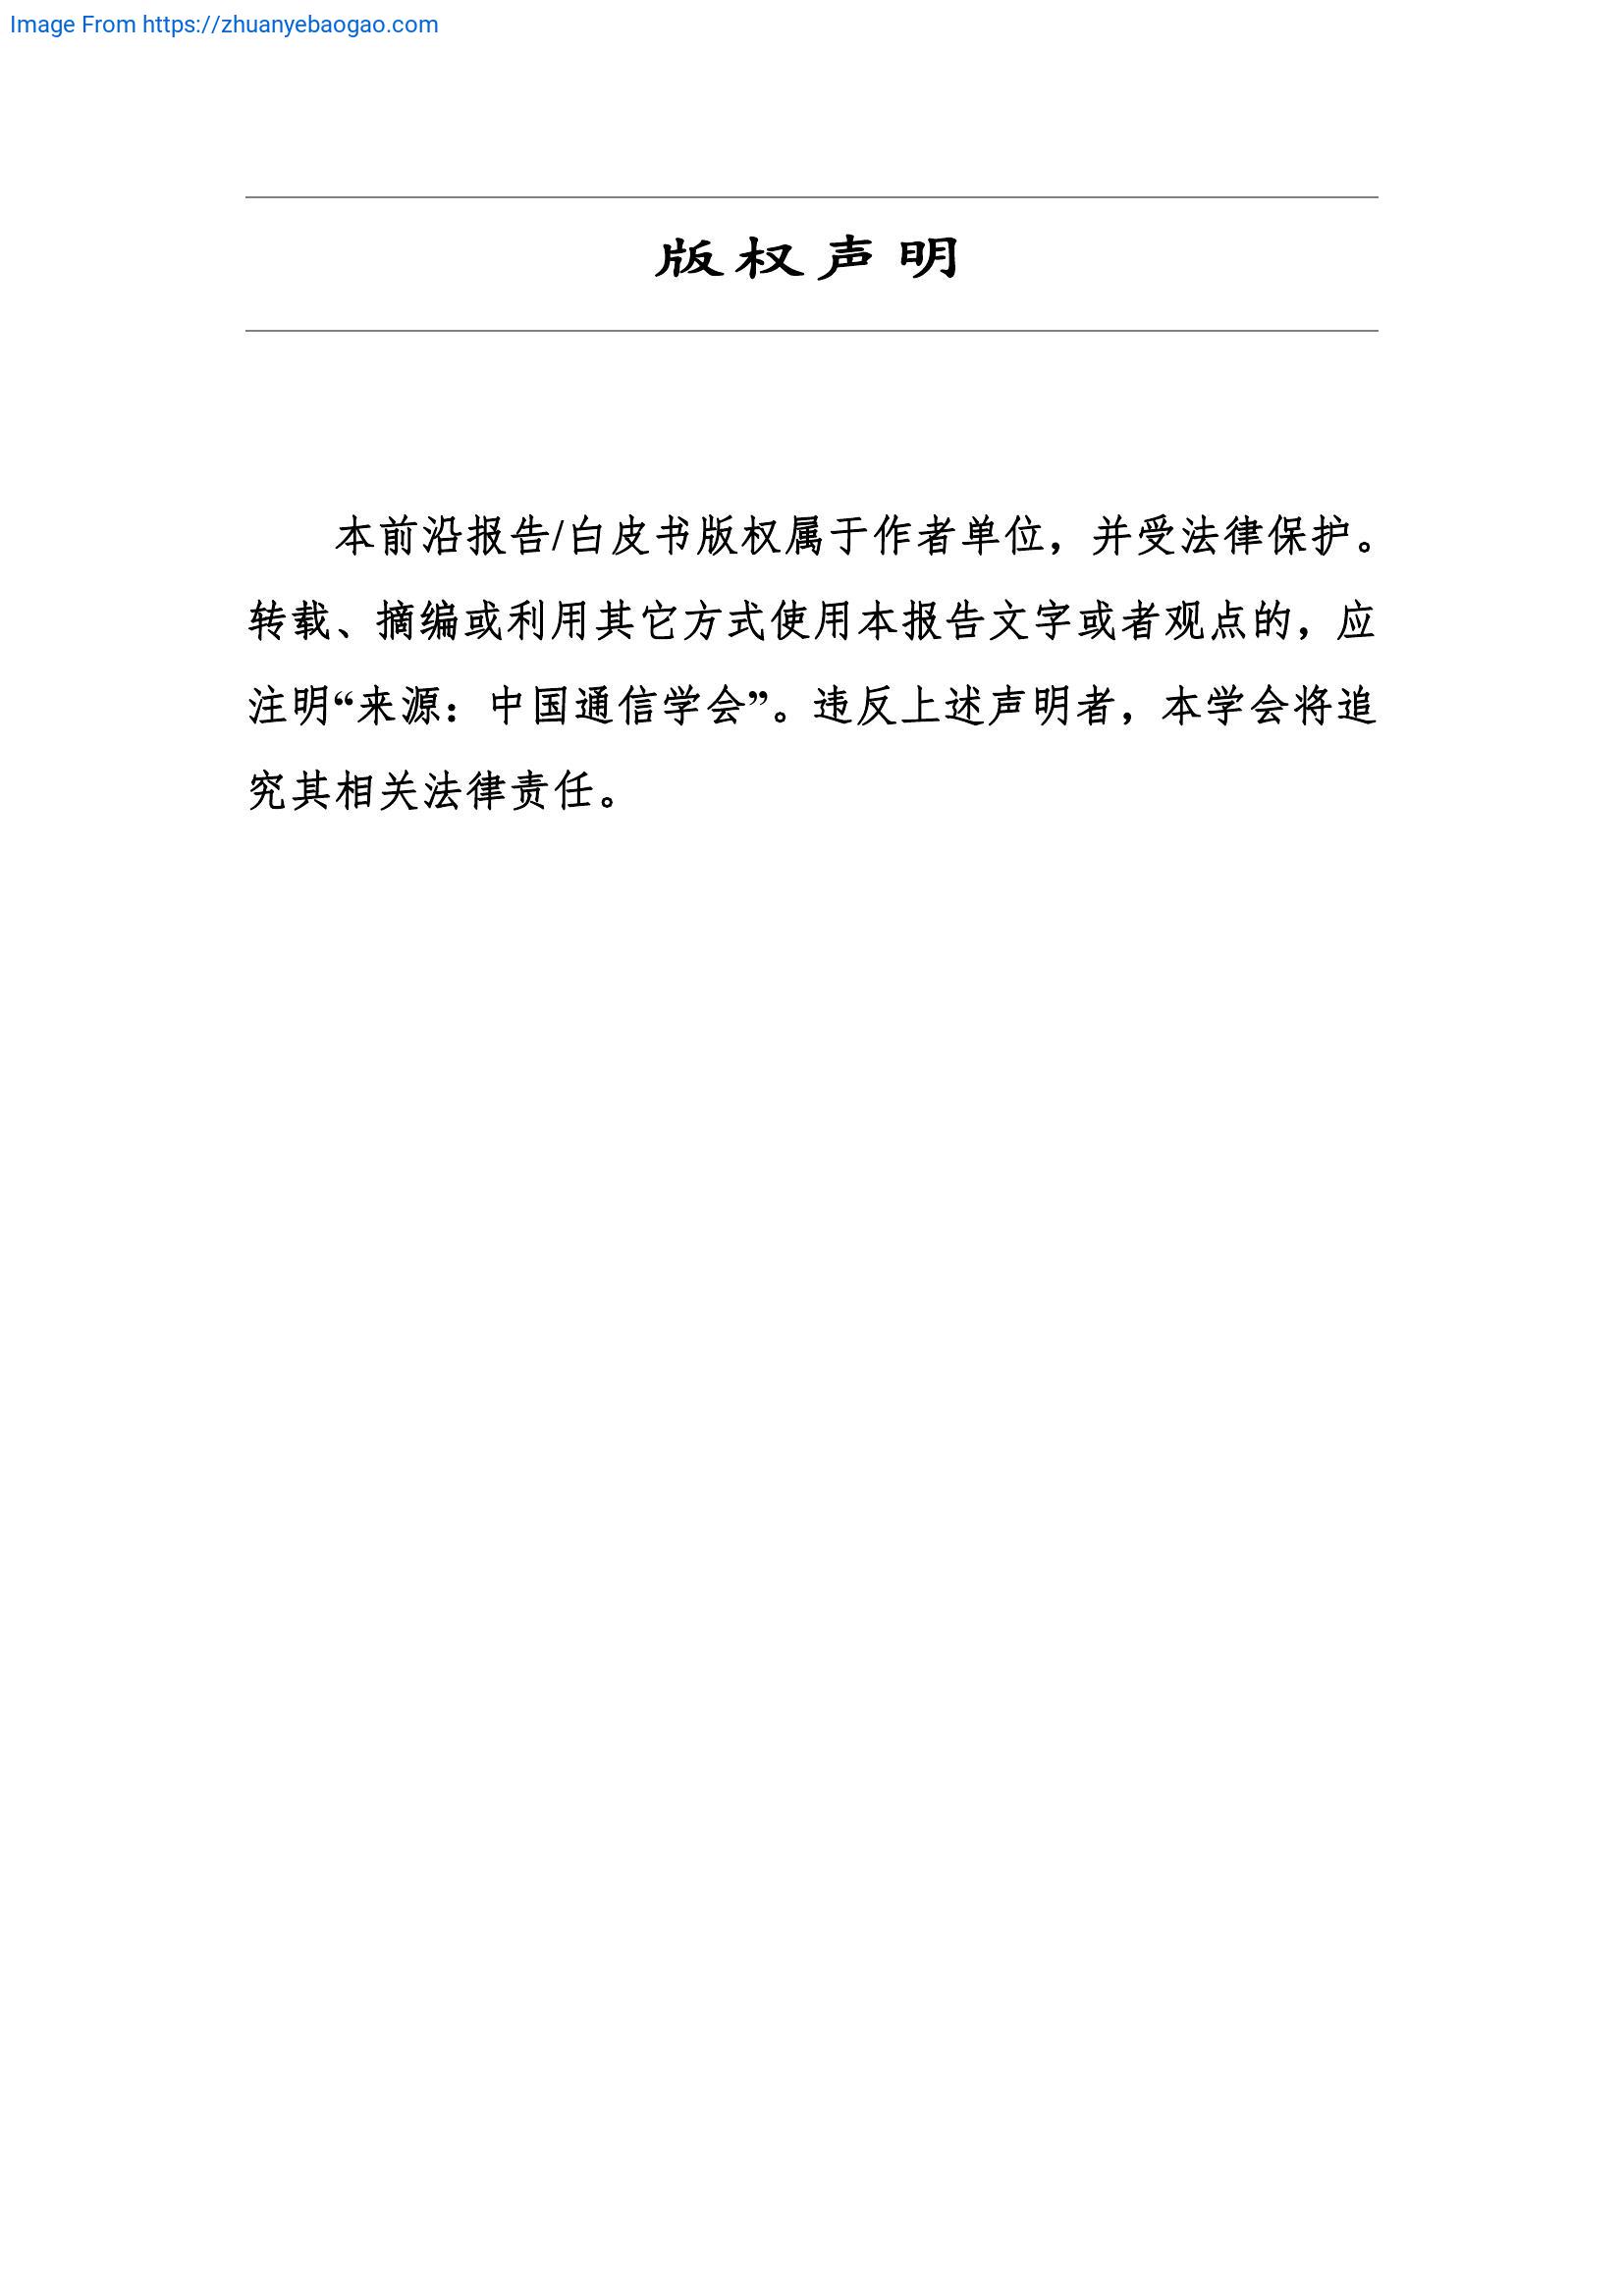 Image From https://zhuanyebaogao.com
版权声明
本前沿报告/白皮书版权属于作者单位，并受法律保护。
转载、摘编或利用其它方式使用本报告文字或者观点的，应
注明“来源：中国通信学会”。违反上述声明者，本学会将追
究其相关法律责任。